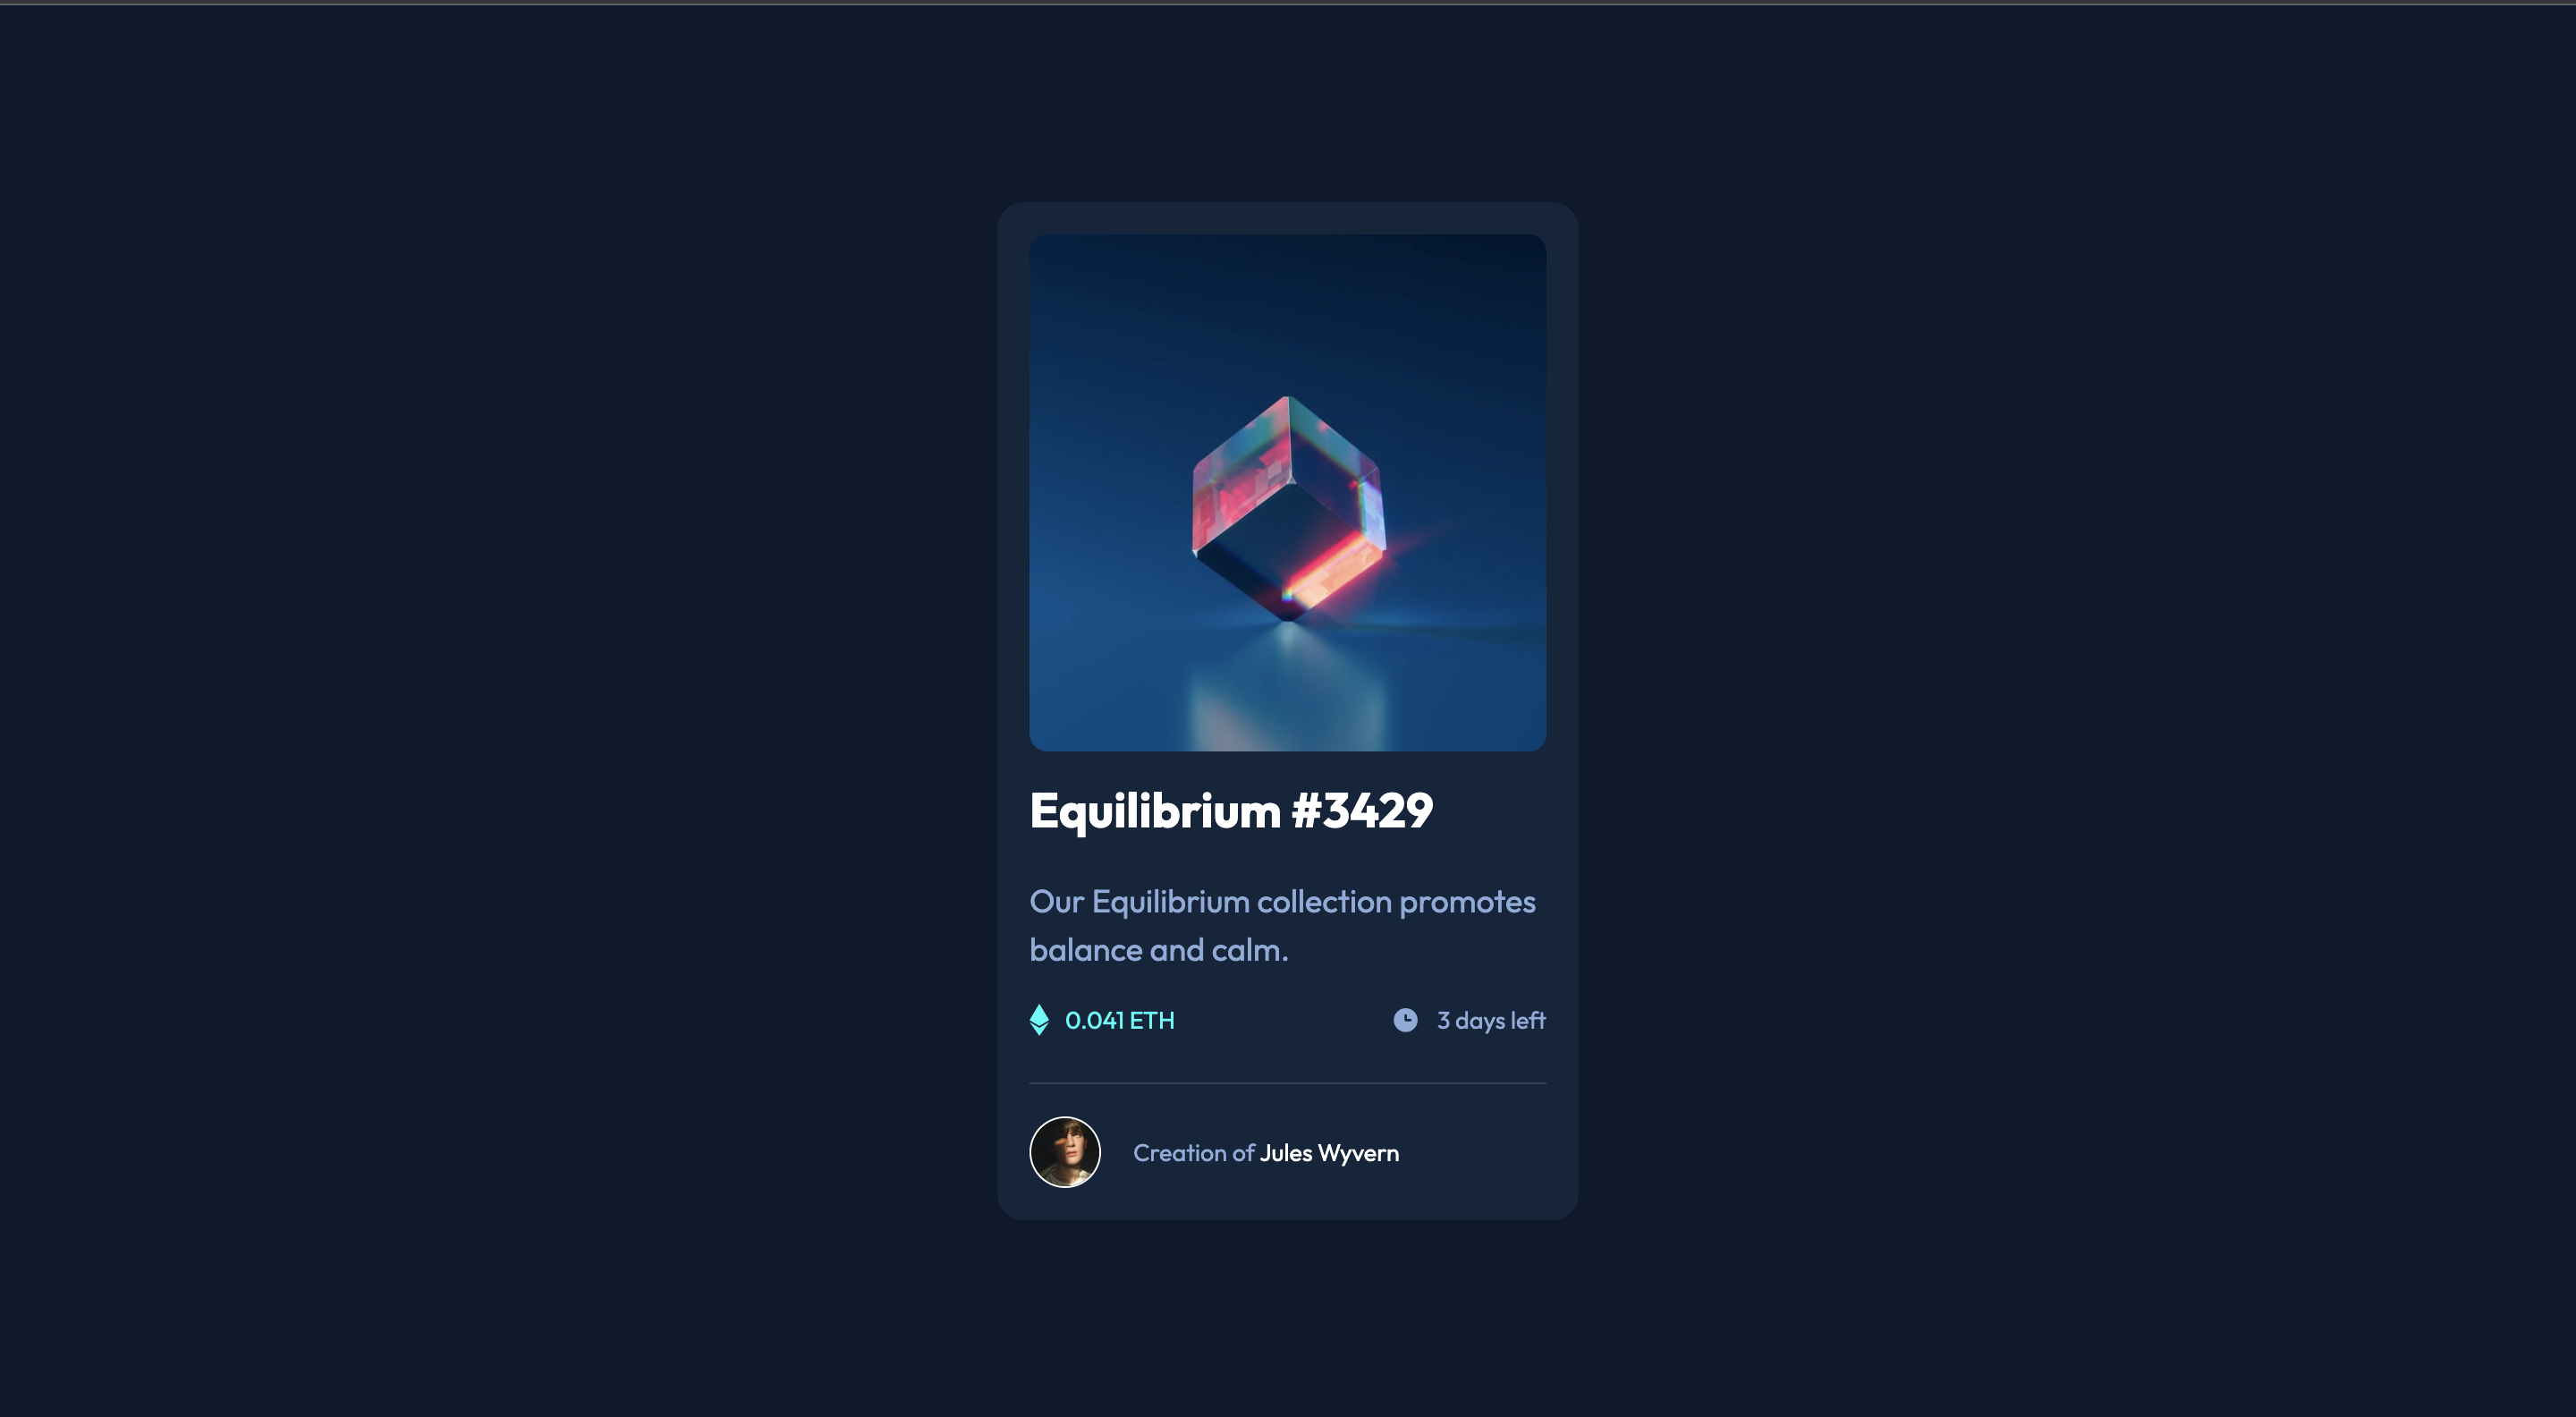 Equilibrium #3429
Our Equilibrium collection promotes
balance and calm.
0.041 ETH
3 days left
Creation of Jules Wyvern